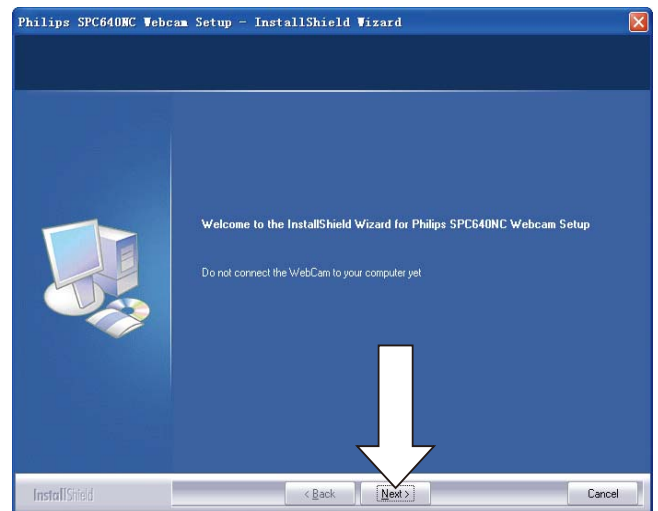 Philips SPC640NC Webcam Setup - InstallShield Wizard
Welcome to the InstallShield Wizard for Philips SPC640NC Webcam Setup
Do not connect the WebCam to your computer yet
InstallShield
< Back
Next >
Cancel